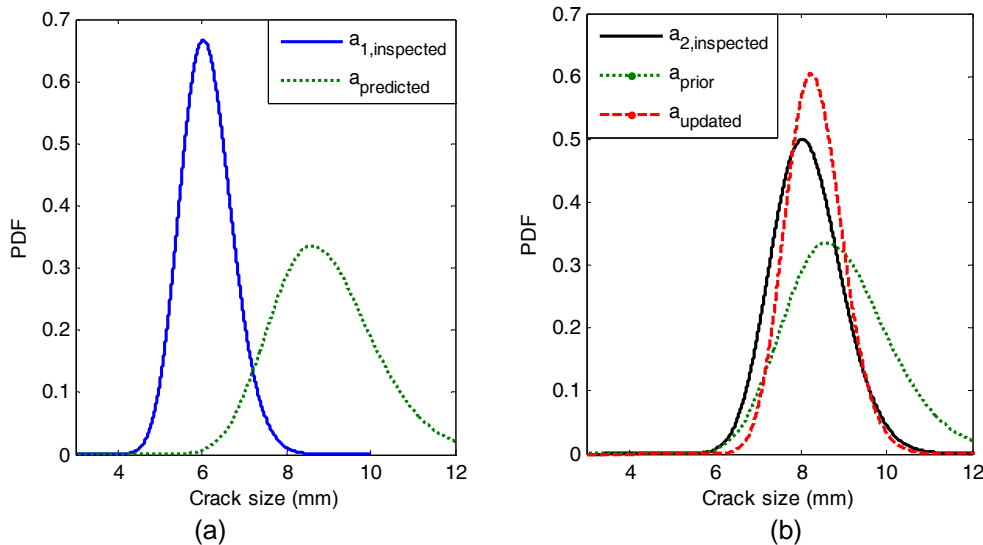 0.7
0.6
0.5
0.4
0.3
0.2
0.1
0
PDF
a1,inspected
apredicted
4 6 8 10 12
Crack size (mm)
(a)
0.7
0.6
0.5
0.4
0.3
0.2
0.1
0
PDF
a2,inspected
aprior
aupdated
4 6 8 10 12
Crack size (mm)
(b)